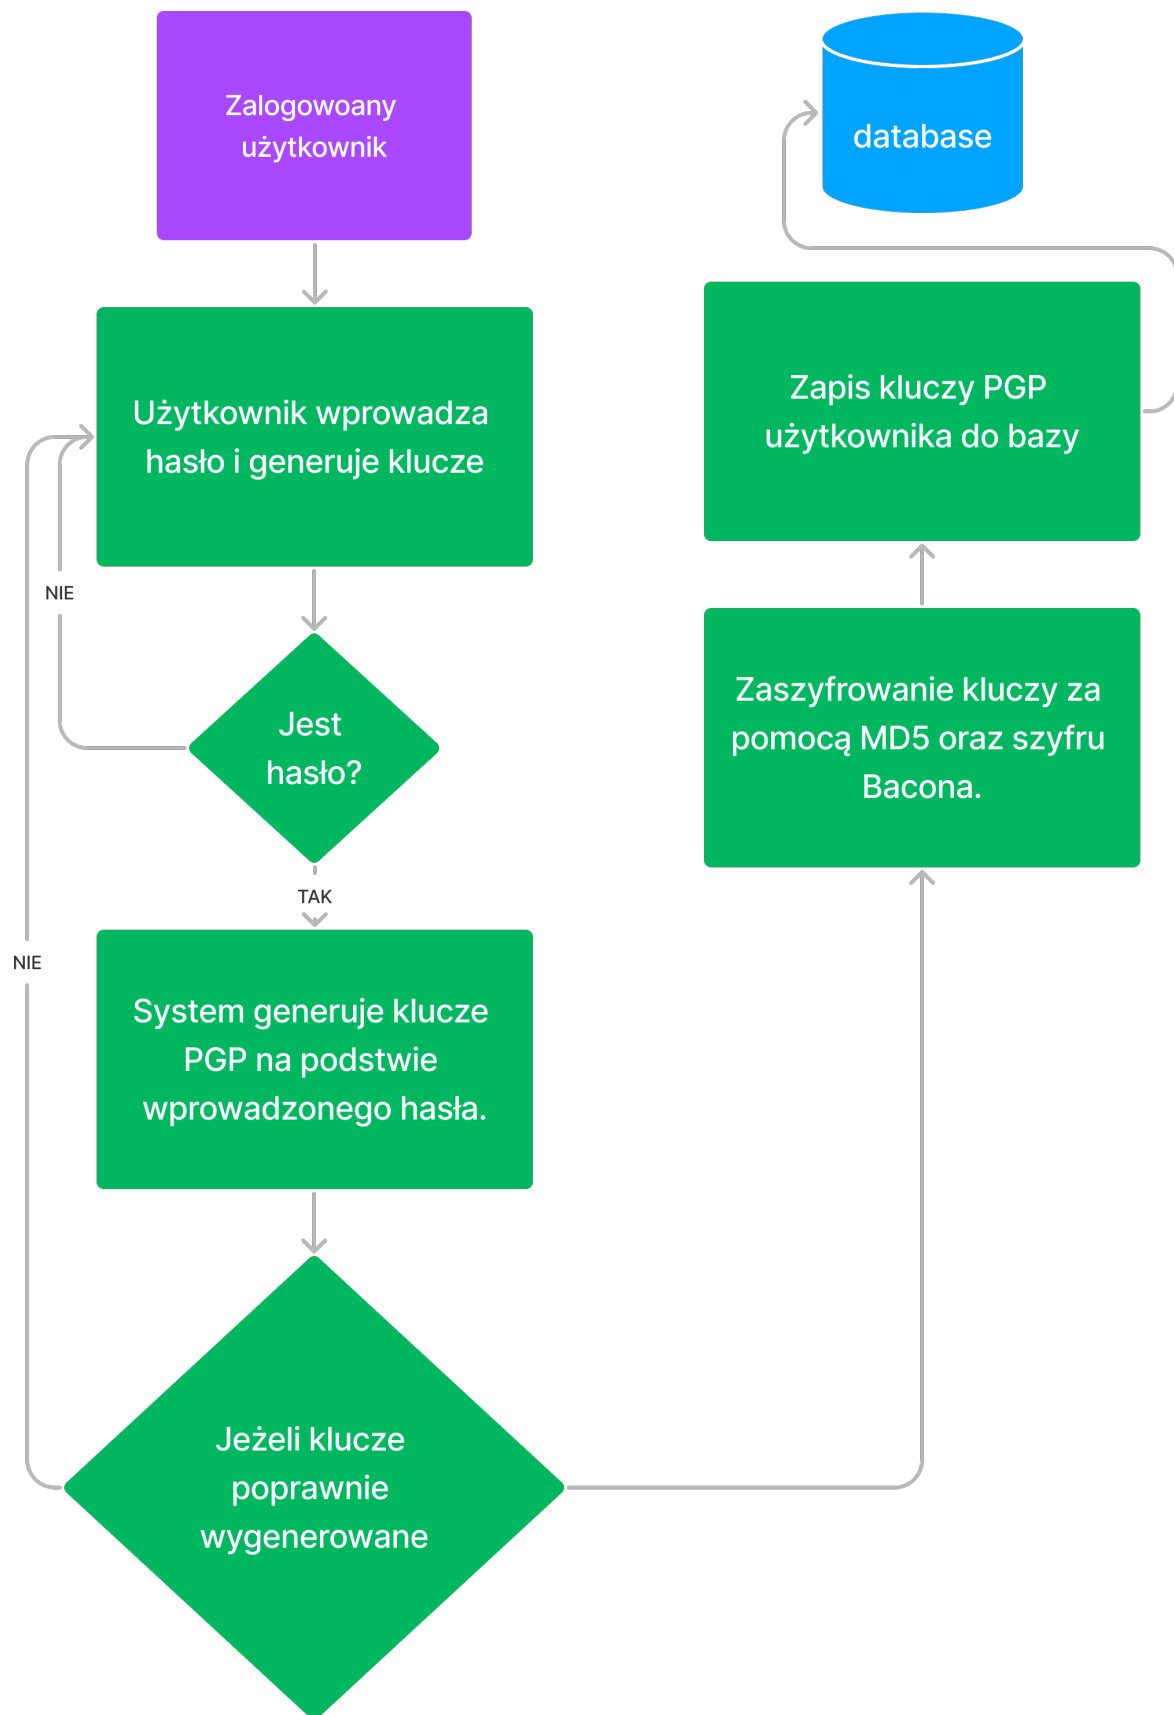 Zalogowoany
użytkownik
Użytkownik wprowadza
hasło i generuje klucze
NIE
Jest
hasło?
TAK
NIE
System generuje klucze
PGP na podstwie
wprowadzonego hasła.
Jeżeli klucze
poprawnie
wygenerowane
Zaszyfrowanie kluczy za
pomocą MD5 oraz szyfru
Bacona.
Zapis kluczy PGP
użytkownika do bazy
database